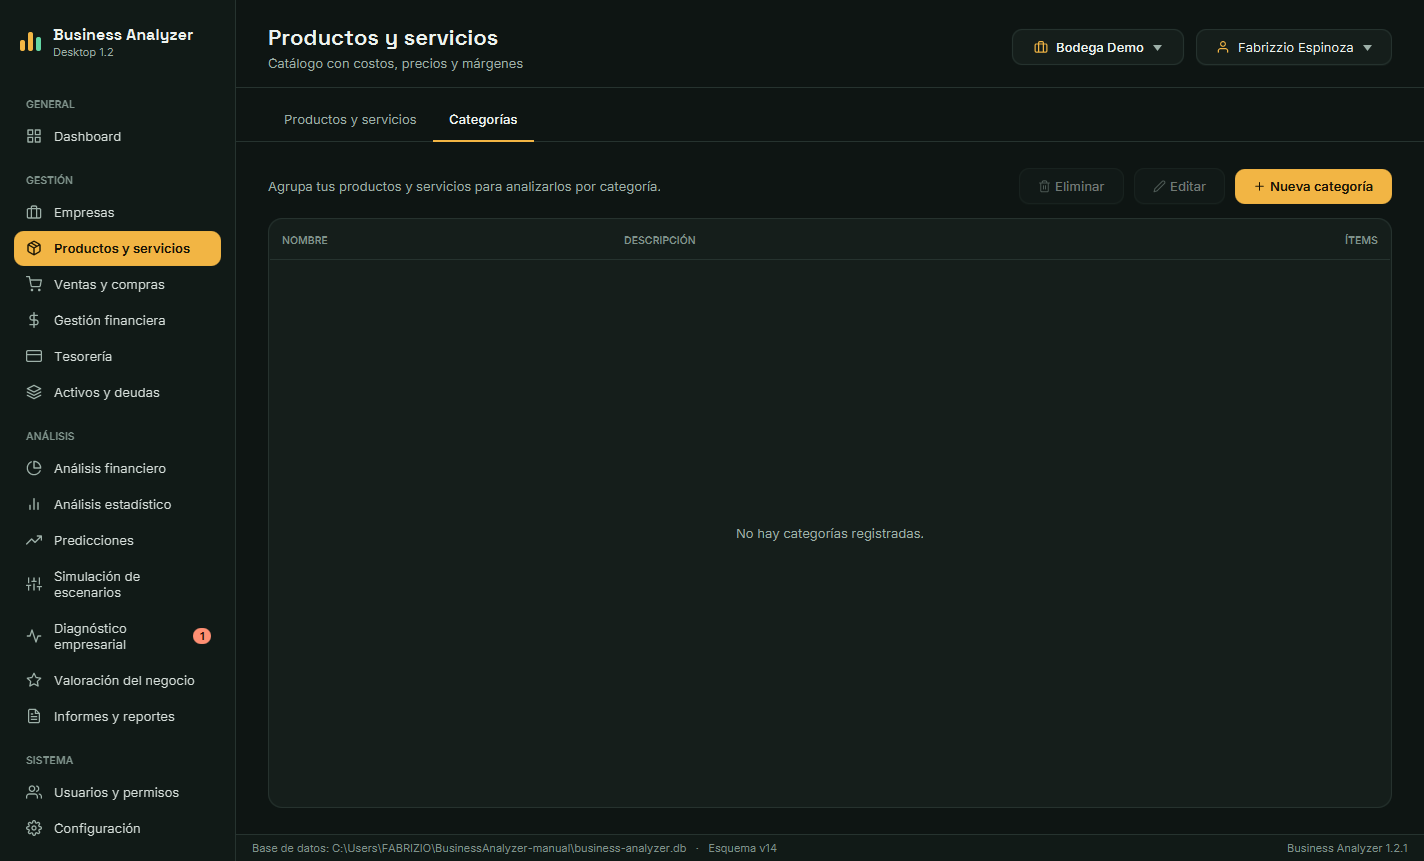 Business Analyzer
Desktop 1.2
GENERAL
Dashboard
GESTIÓN
Empresas
Productos y servicios
Ventas y compras
Gestión financiera
Tesorería
Activos y deudas
ANÁLISIS
Análisis financiero
Análisis estadístico
Predicciones
Simulación de
escenarios
Diagnóstico
empresarial
1
Valoración del negocio
Informes y reportes
SISTEMA
Usuarios y permisos
Configuración
Productos y servicios
Catálogo con costos, precios y márgenes
Bodega Demo
Fabrizzio Espinoza
Productos y servicios
Categorías
Agrupa tus productos y servicios para analizarlos por categoría.
Eliminar
Editar
+ Nueva categoría
NOMBRE
DESCRIPCIÓN
ÍTEMS
No hay categorías registradas.
Base de datos: C:\Users\FABRIZIO\BusinessAnalyzer-manual\business-analyzer.db · Esquema v14
Business Analyzer 1.2.1